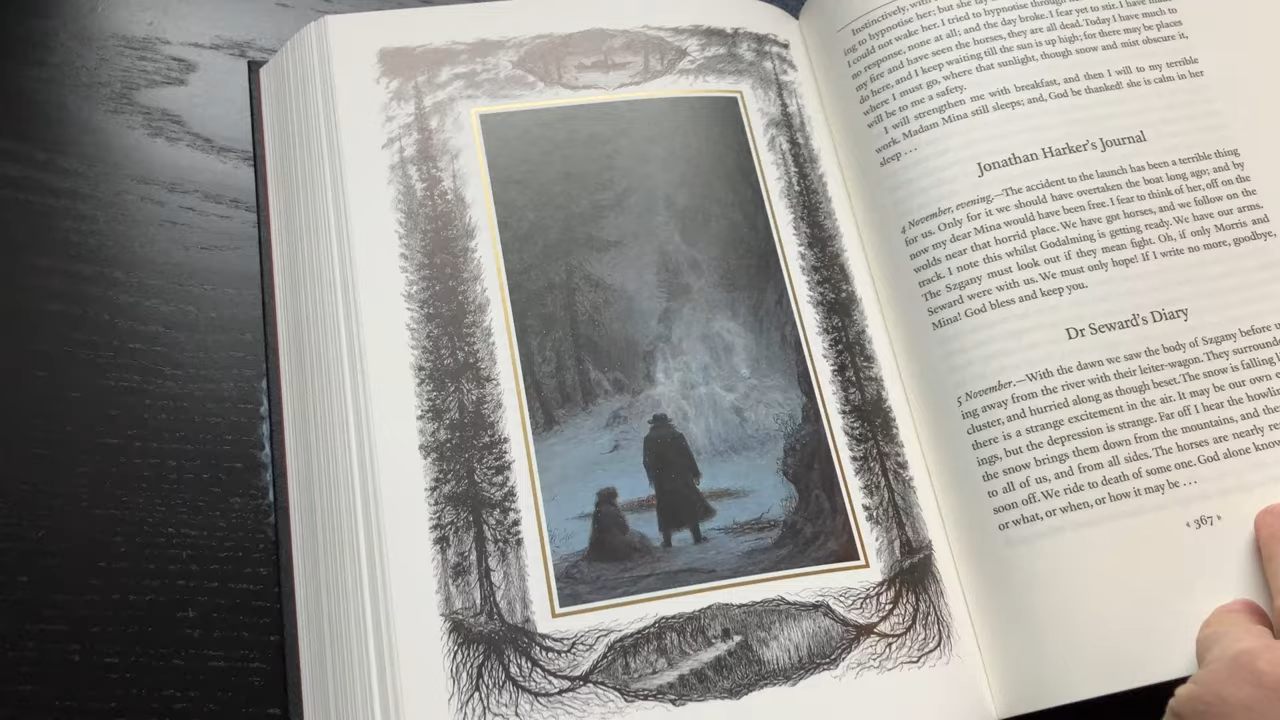 Instinctively, with
ing to hypnotise her; but she lay
I could not wake her. I tried to hypnotise through
no response, none at all; and the day broke. I fear yet to stir. I have made
my fire and have seen the horses, they are all dead. Today I have much to
do here, and I keep waiting till the sun is up high; for there may be places
where I must go, where that sunlight, though snow and mist obscure it,
will be to me a safety.
I will strengthen me with breakfast, and then I will to my terrible
work. Madam Mina still sleeps; and, God be thanked! she is calm in her
sleep …
Jonathan Harker's Journal
4 November, evening.—The accident to the launch has been a terrible thing
for us. Only for it we should have overtaken the boat long ago; and by
now my dear Mina would have been free. I fear to think of her, off on the
wolds near that horrid place. We have got horses, and we follow on the
track. I note this whilst Godalming is getting ready. We have our arms.
The Szgany must look out if they mean fight. Oh, if only Morris and
Seward were with us. We must only hope! If I write no more, goodbye,
Mina! God bless and keep you.
Dr Seward's Diary
5 November.—With the dawn we saw the body of Szgany before
ing away from the river with their leiter-wagon. They surrounde
cluster, and hurried along as though beset. The snow is falling
there is a strange excitement in the air. It may be our own
ings, but the depression is strange. Far off I hear the howli
the snow brings them down from the mountains, and the
to all of us, and from all sides. The horses are nearly re
soon off. We ride to death of some one. God alone know
or what, or when, or how it may be …
367